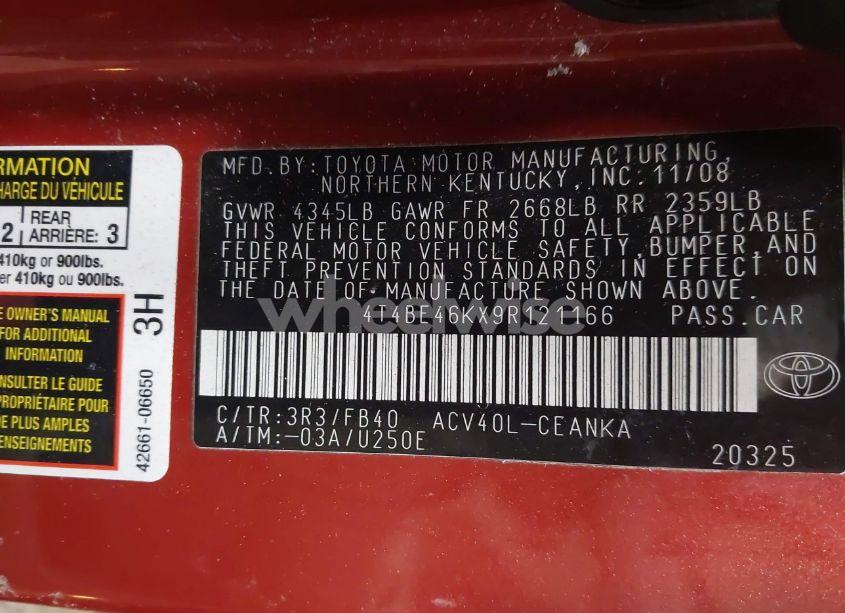 RMATION
CHARGE DU VÉHICULE
2 REAR
ARRIÈRE: 3
410kg or 900lbs.
er 410kg ou 900lbs.
E OWNER'S MANUAL
FOR ADDITIONAL
INFORMATION
NSULTER LE GUIDE
PROPRIÉTAIRE POUR
DE PLUS AMPLES
ENSEIGNEMENTS
42661-06650
3H
MFD.BY:TOYOTA MOTOR MANUFACTURING,
NORTHERN KENTUCKY,INC.11/08
GVWR 4345LB GAWR FR 2668LB RR 2359LB
THIS VEHICLE CONFORMS TO ALL APPLICABLE
FEDERAL MOTOR VEHICLE SAFETY,BUMPER,AND
THEFT PREVENTION STANDARDS IN EFFECT ON
THE DATE OF MANUFACTURE SHOWN ABOVE.
4T4BE46KX9R121166 PASS.CAR
wheelwise
C/TR:3R3/FB40 ACV40L-CEANKA
A/TM:-03A/U250E
20325